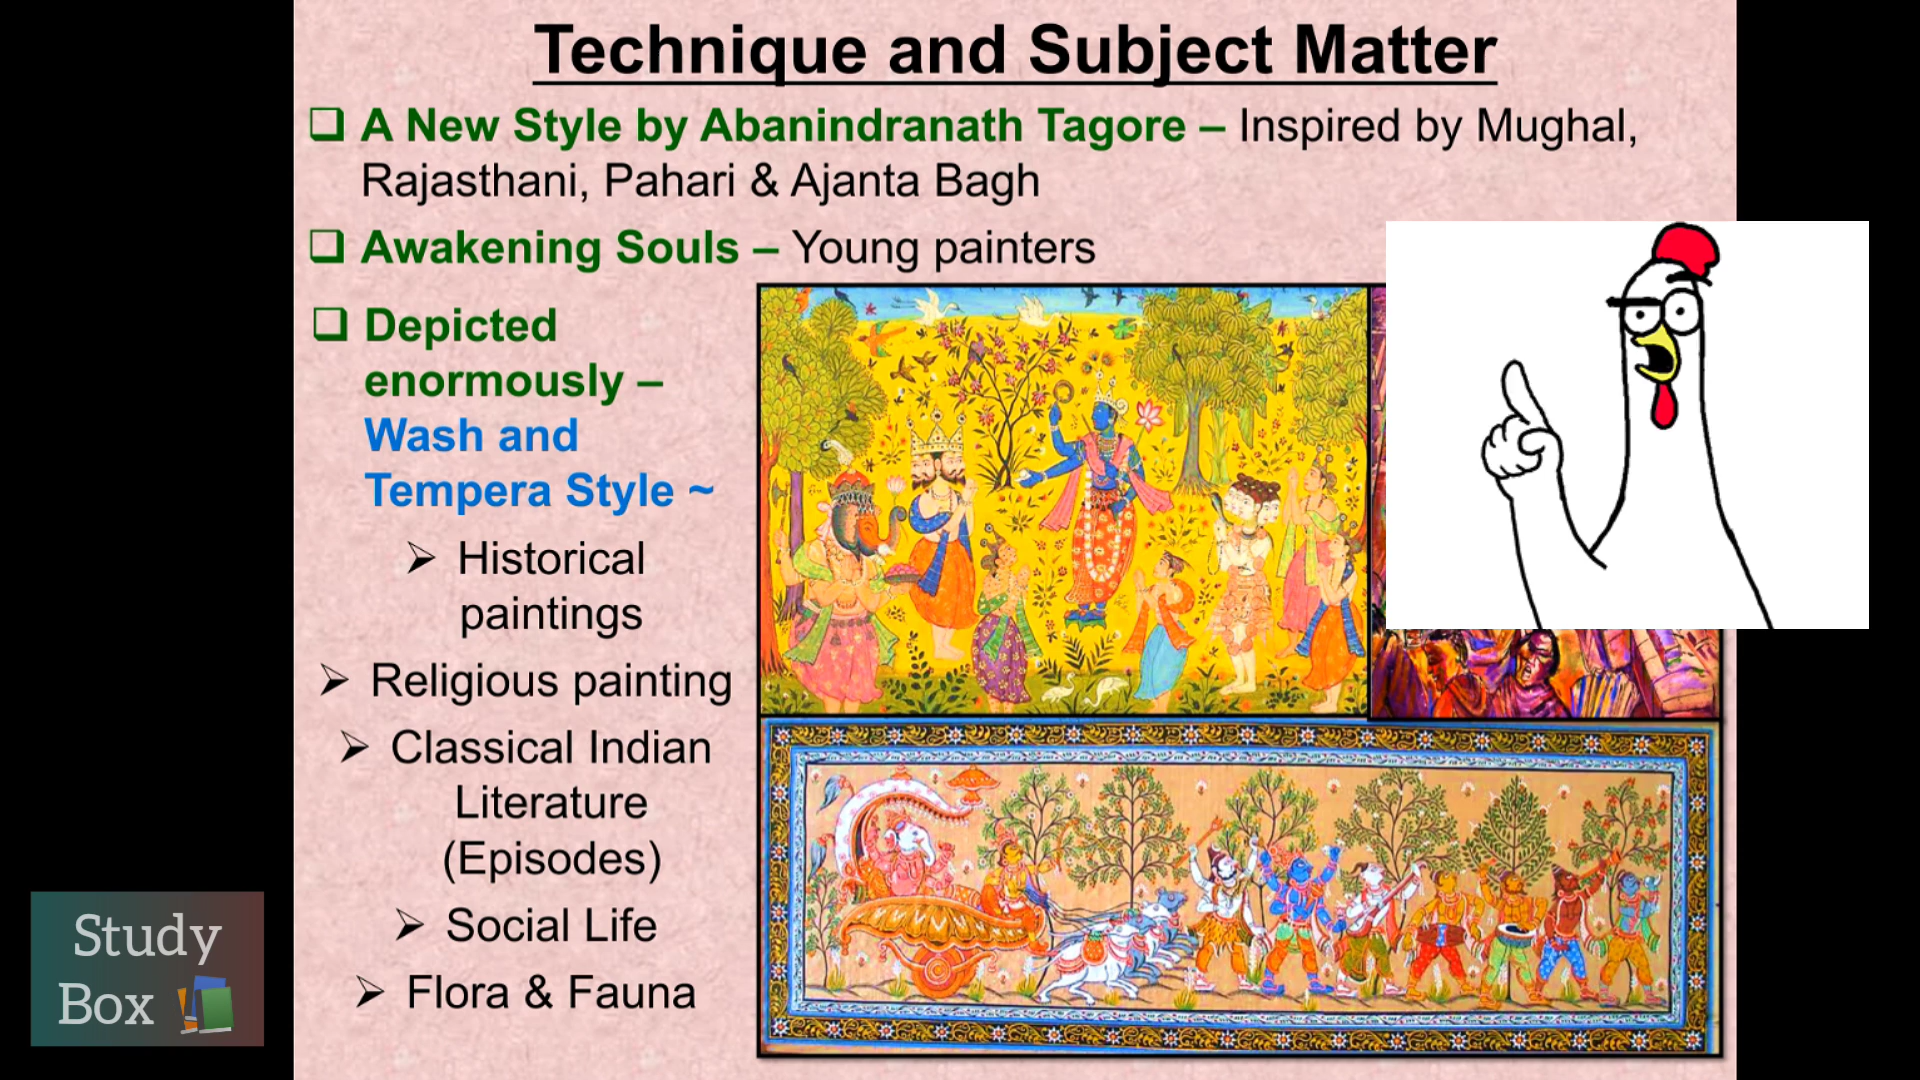 Technique and Subject Matter
❑ A New Style by Abanindranath Tagore – Inspired by Mughal,
Rajasthani, Pahari & Ajanta Bagh
❑ Awakening Souls – Young painters
❑ Depicted
enormously –
Wash and
Tempera Style ~
➢ Historical
paintings
➢ Religious painting
➢ Classical Indian
Literature
(Episodes)
➢ Social Life
➢ Flora & Fauna
Study
Box